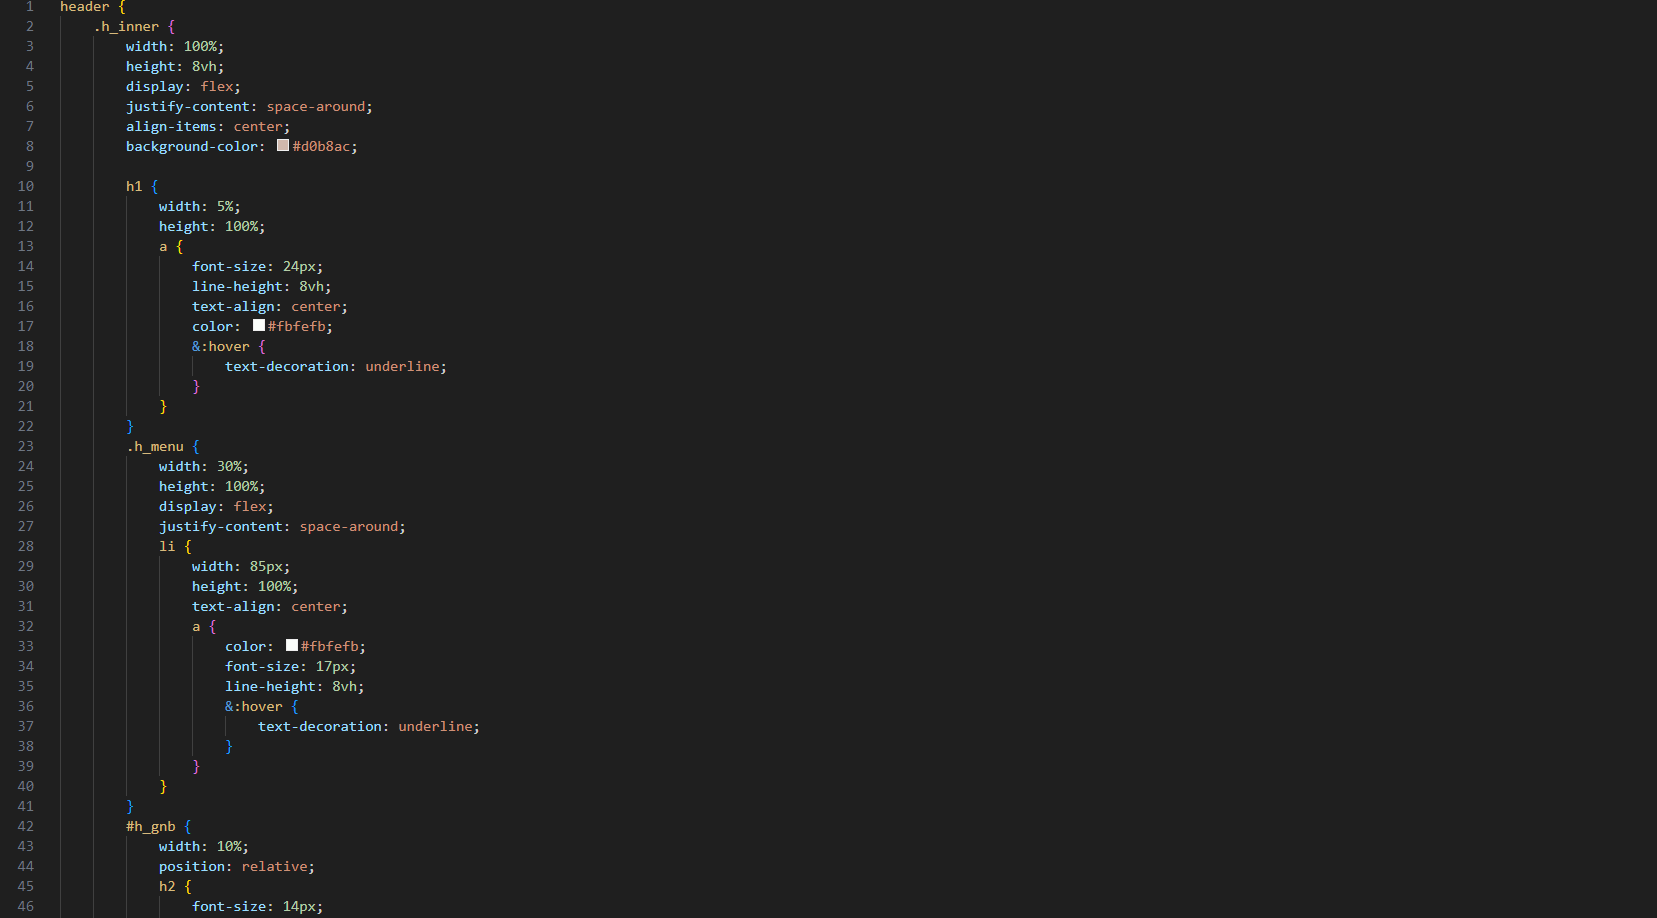 1 header {
2 .h_inner {
3 width: 100%;
4 height: 8vh;
5 display: flex;
6 justify-content: space-around;
7 align-items: center;
8 background-color: #d0b8ac;
9
10 h1 {
11 width: 5%;
12 height: 100%;
13 a {
14 font-size: 24px;
15 line-height: 8vh;
16 text-align: center;
17 color: #fbfefb;
18 &:hover {
19 text-decoration: underline;
20 }
21 }
22 }
23 .h_menu {
24 width: 30%;
25 height: 100%;
26 display: flex;
27 justify-content: space-around;
28 li {
29 width: 85px;
30 height: 100%;
31 text-align: center;
32 a {
33 color: #fbfefb;
34 font-size: 17px;
35 line-height: 8vh;
36 &:hover {
37 text-decoration: underline;
38 }
39 }
40 }
41 }
42 #h_gnb {
43 width: 10%;
44 position: relative;
45 h2 {
46 font-size: 14px;